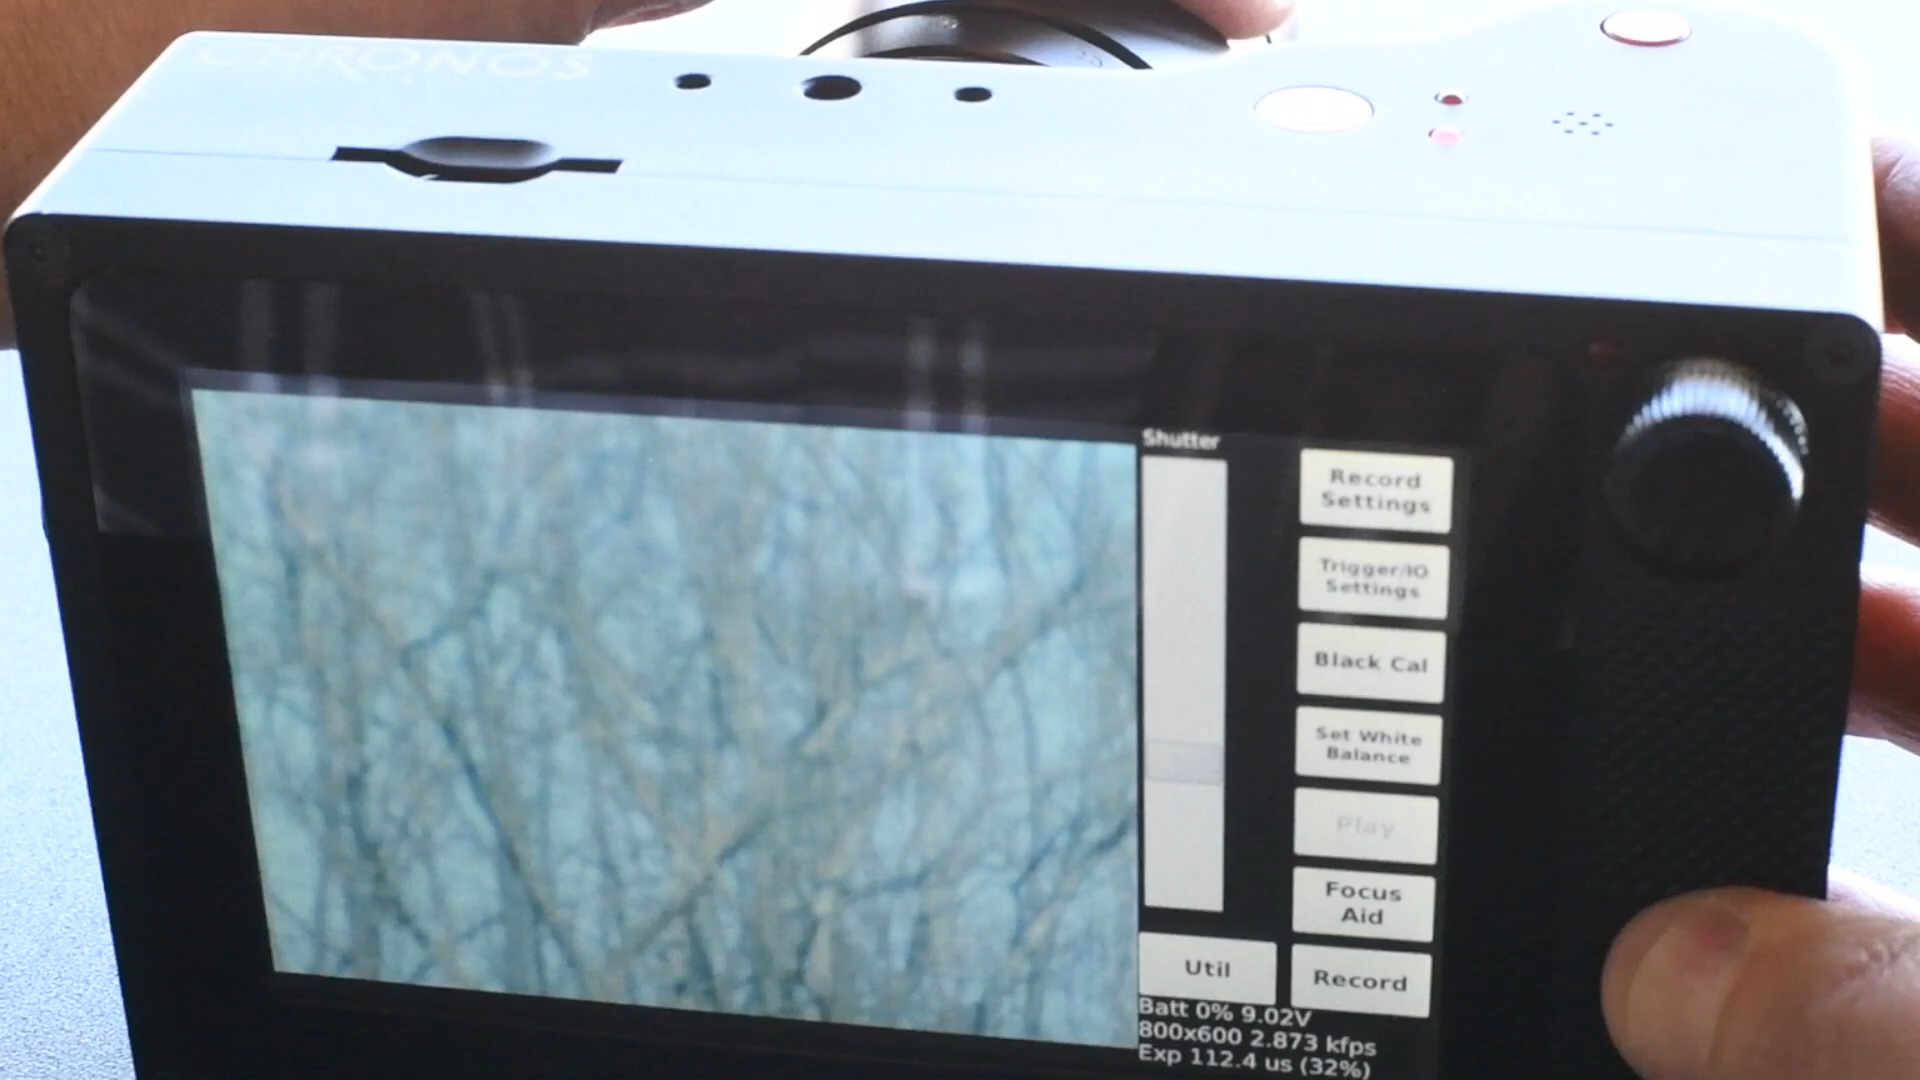 CHRONOS
Shutter
Record
Settings
Trigger/IO
Settings
Black Cal
Set White
Balance
Play
Focus
Aid
Util
Record
Batt 0% 9.02V
800x600 2.873 kfps
Exp 112.4 us (32%)